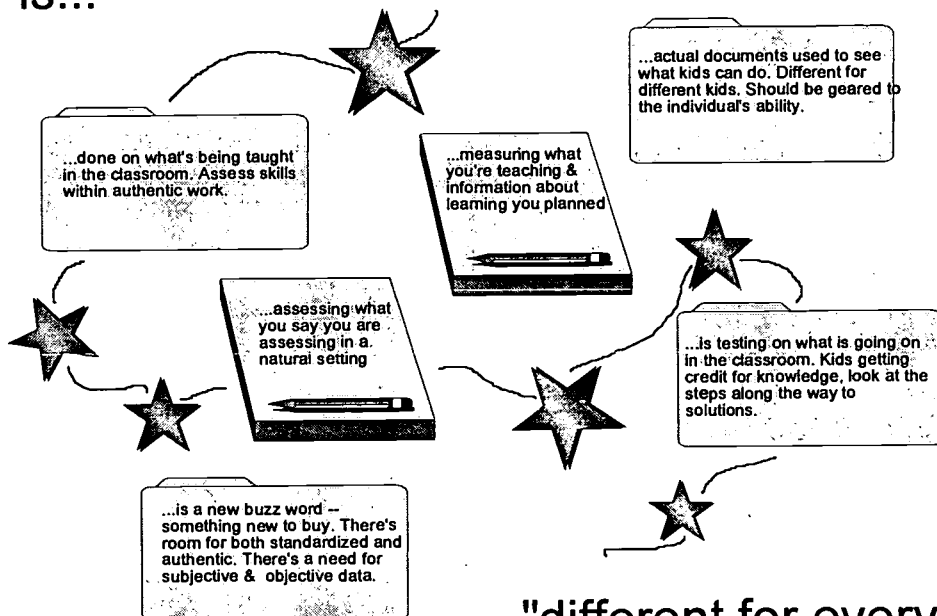 is...
...actual documents used to see
what kids can do. Different for
different kids. Should be geared to
the individual's ability.
...done on what's being taught
in the classroom. Assess skills
within authentic work.
...measuring what
you're teaching &
information about
learning you planned
...assessing what
you say you are
assessing in a
natural setting
...is testing on what is going on
in the classroom. Kids getting
credit for knowledge, look at the
steps along the way to
solutions.
...is a new buzz word --
something new to buy. There's
room for both standardized and
authentic. There's a need for
subjective & objective data.
"different for every